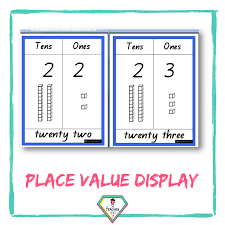 Tens Ones
2 2
twenty two
Tens Ones
2 3
twenty three
PLACE VALUE DISPLAY